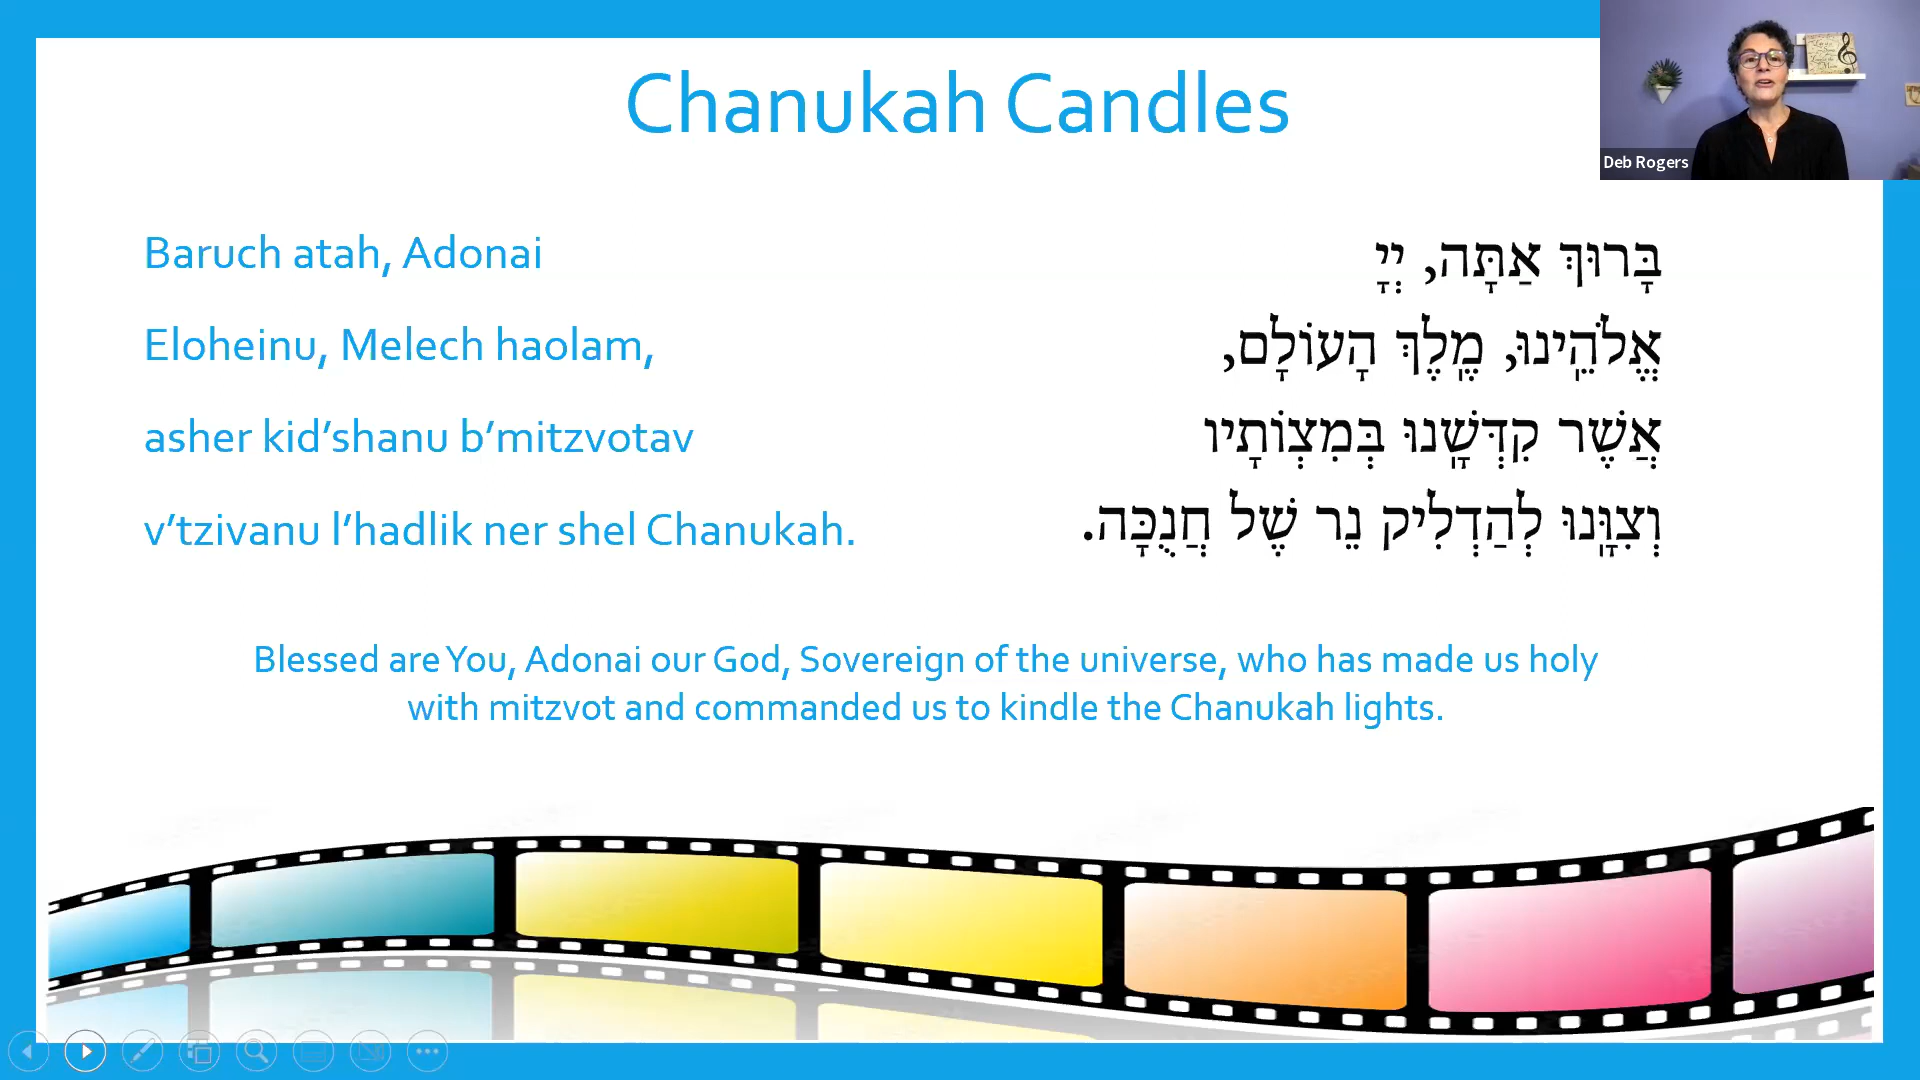 Chanukah Candles
Baruch atah, Adonai
Eloheinu, Melech haolam,
asher kid’shanu b’mitzvotav
v’tzivanu l’hadlik ner shel Chanukah.
בָּרוּךְ אַתָּה, יְיָ
אֱלֹהֵֽינוּ, מֶֽלֶךְ הָעוֹלָם,
אֲשֶׁר קִדְּשָֽׁנוּ בְּמִצְוֹתָיו
וְצִוָּֽנוּ לְהַדְלִיק נֵר שֶׁל חֲנֻכָּה.
Blessed are You, Adonai our God, Sovereign of the universe, who has made us holy
with mitzvot and commanded us to kindle the Chanukah lights.
Deb Rogers